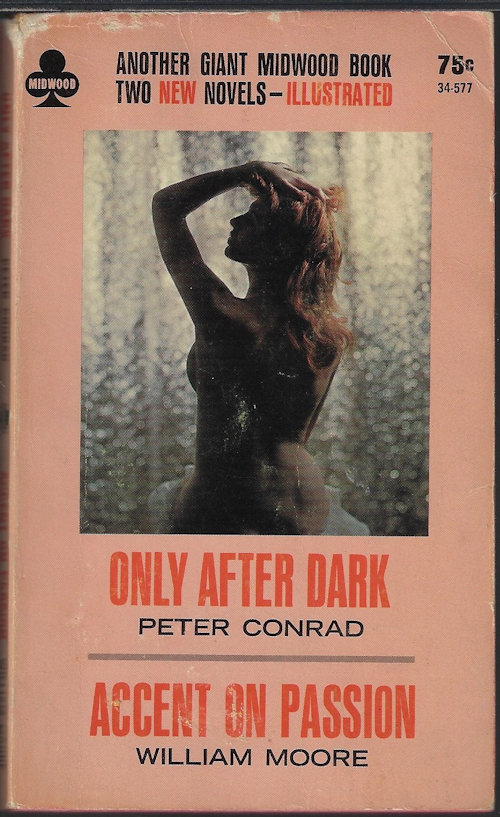 MIDWOOD
ANOTHER GIANT MIDWOOD BOOK
TWO NEW NOVELS—ILLUSTRATED
75¢
34-577
ONLY AFTER DARK
PETER CONRAD
ACCENT ON PASSION
WILLIAM MOORE